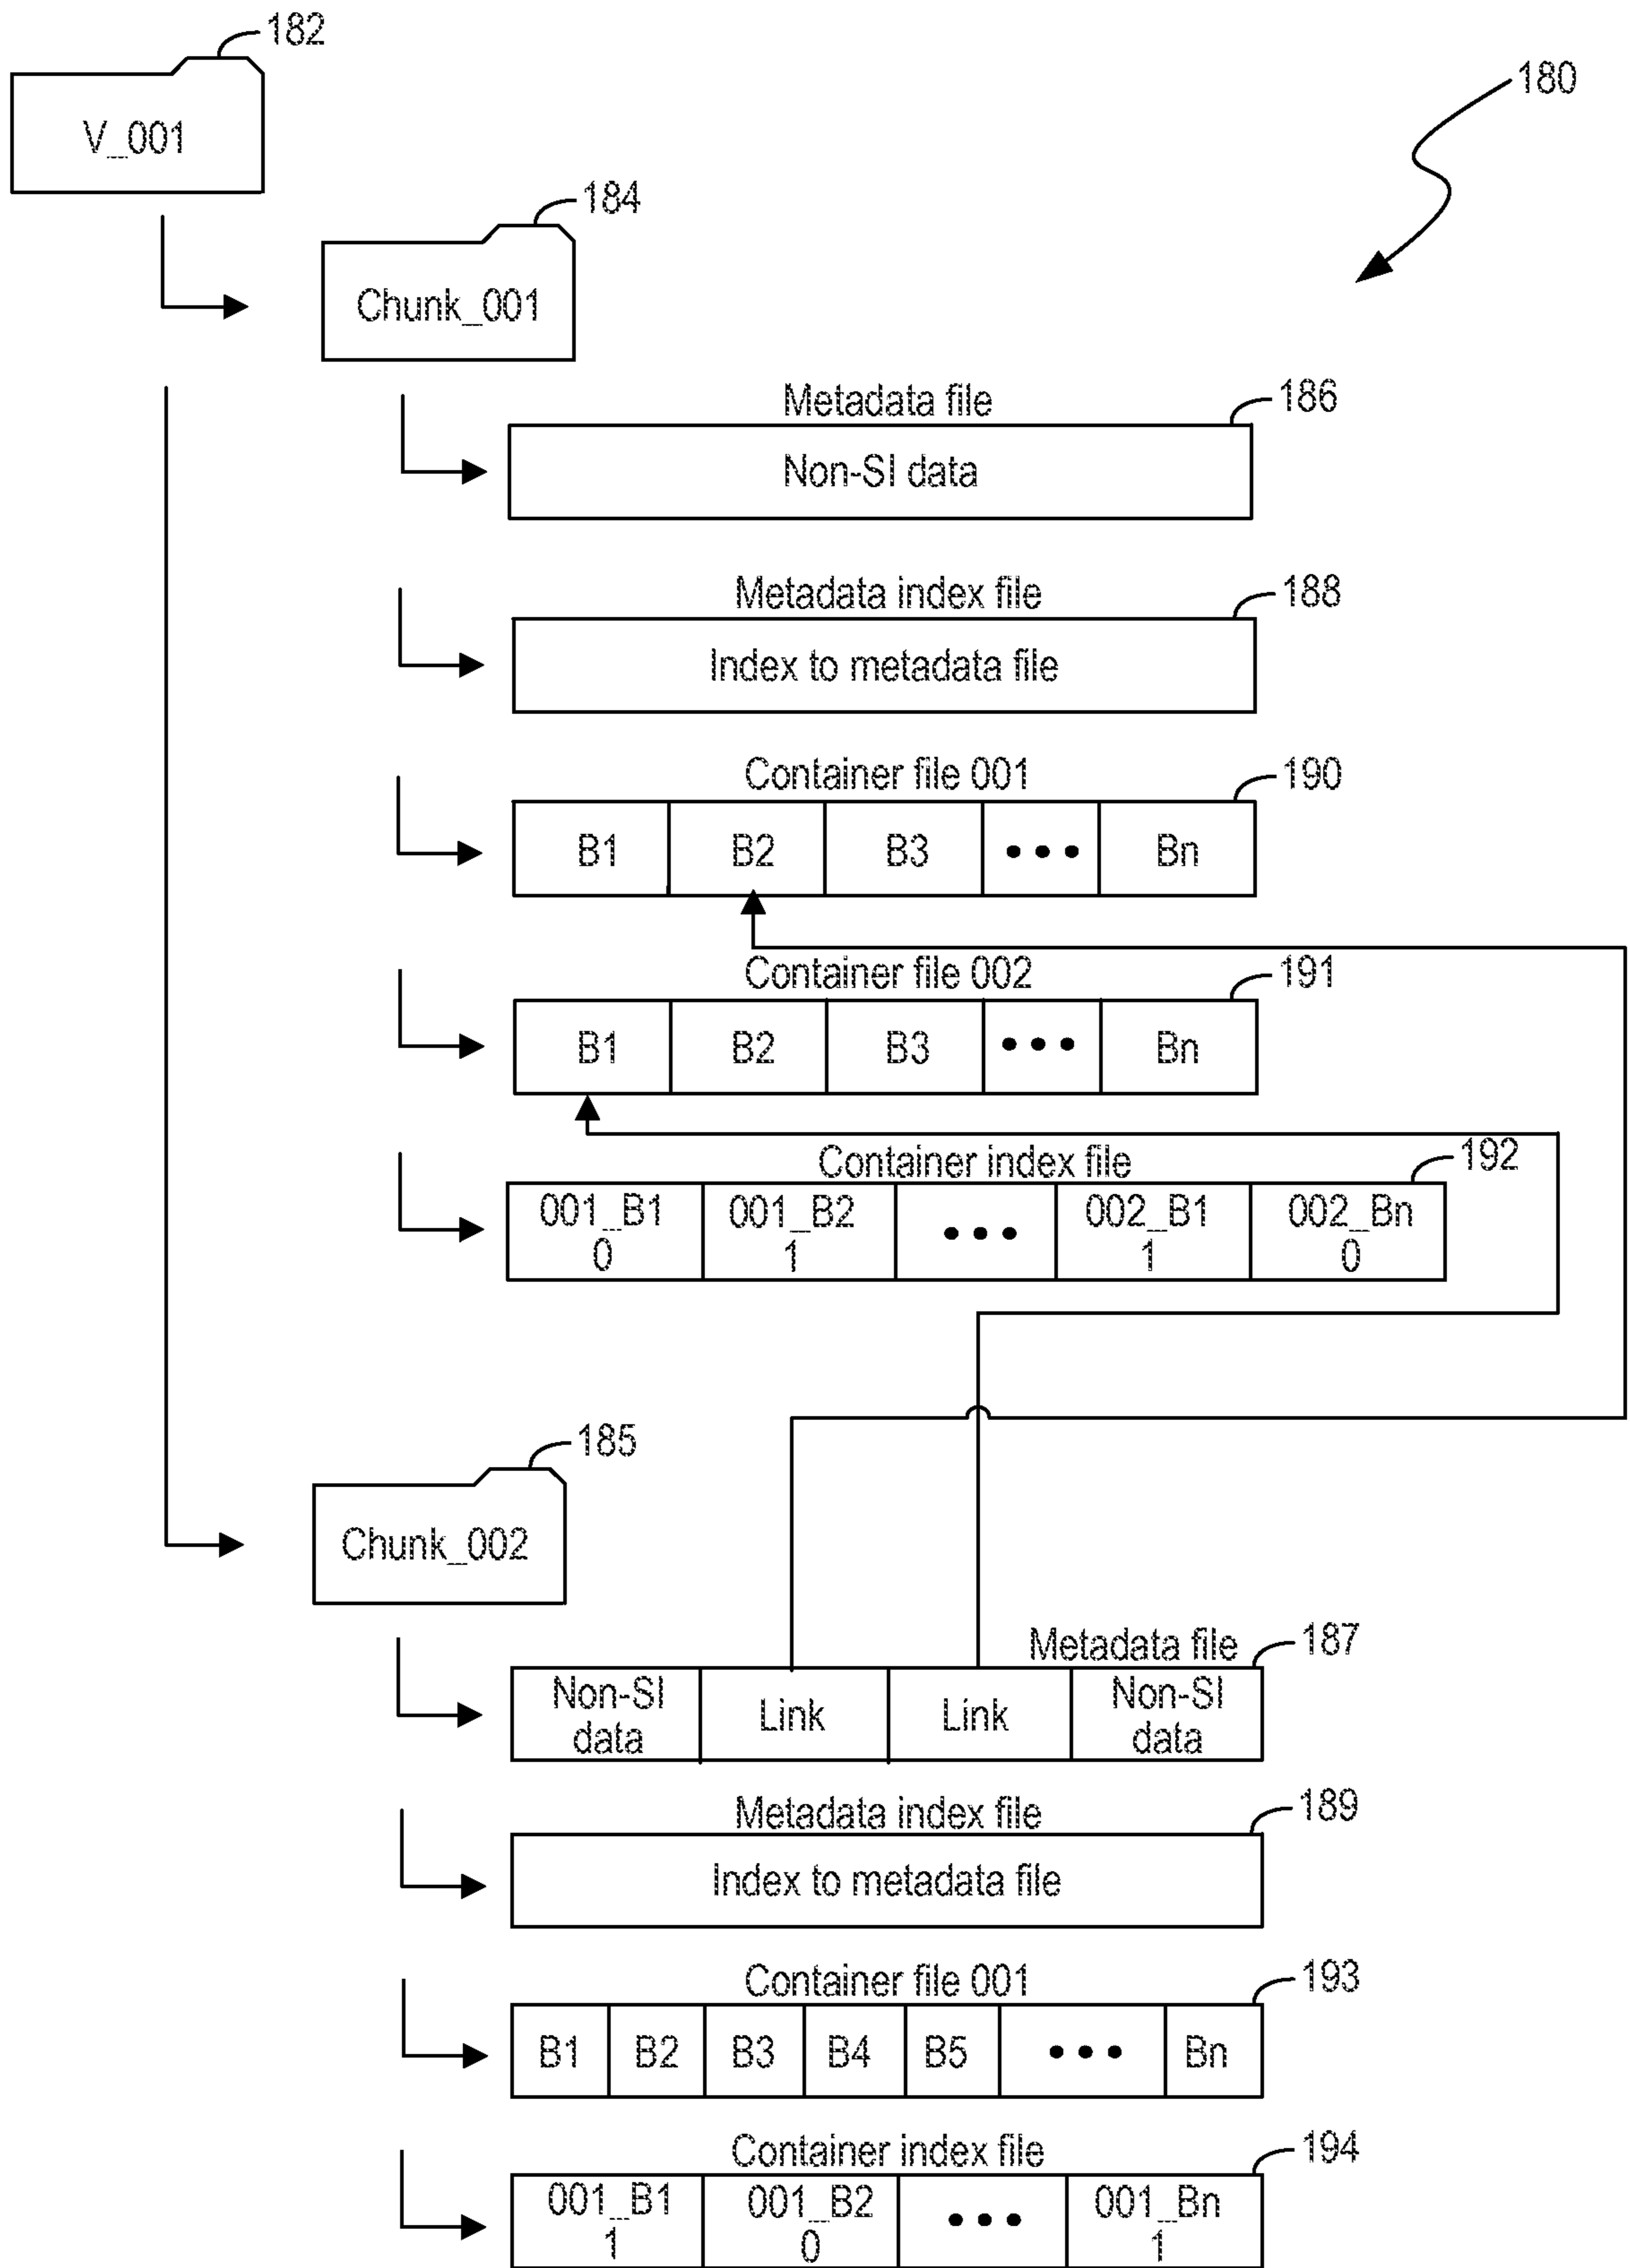 182
V_001
180
184
Chunk_001
Metadata file
186
Non-SI data
Metadata index file
188
Index to metadata file
Container file 001
190
B1 B2 B3 ••• Bn
Container file 002
191
B1 B2 B3 ••• Bn
Container index file
192
001_B1 001_B2 ••• 002_B1 002_Bn
0 1 1 0
185
Chunk_002
Metadata file
187
Non-SI Link Link Non-SI
data data
Metadata index file
189
Index to metadata file
Container file 001
193
B1 B2 B3 B4 B5 ••• Bn
Container index file
194
001_B1 001_B2 ••• 001_Bn
1 0 1